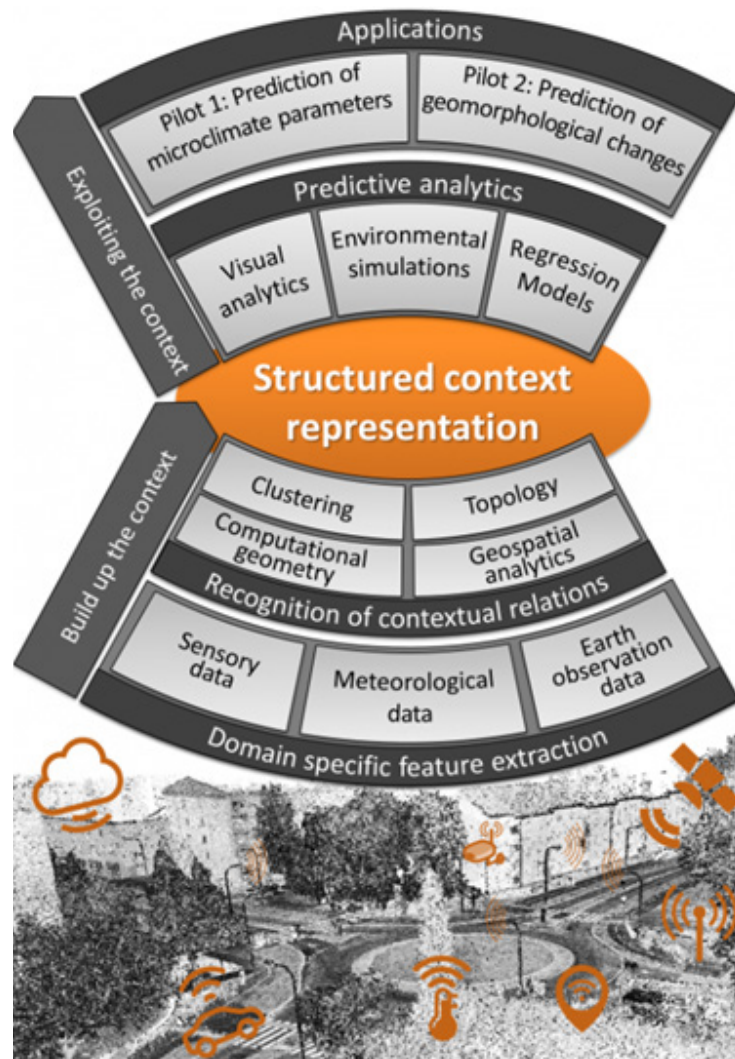 Applications
Pilot 1: Prediction of
microclimate parameters
Pilot 2: Prediction of
geomorphological changes
Exploiting the context
Predictive analytics
Visual
analytics
Environmental
simulations
Regression
Models
Structured context
representation
Build up the context
Clustering
Topology
Computational
geometry
Geospatial
analytics
Recognition of contextual relations
Sensory
data
Meteorological
data
Earth
observation
data
Domain specific feature extraction